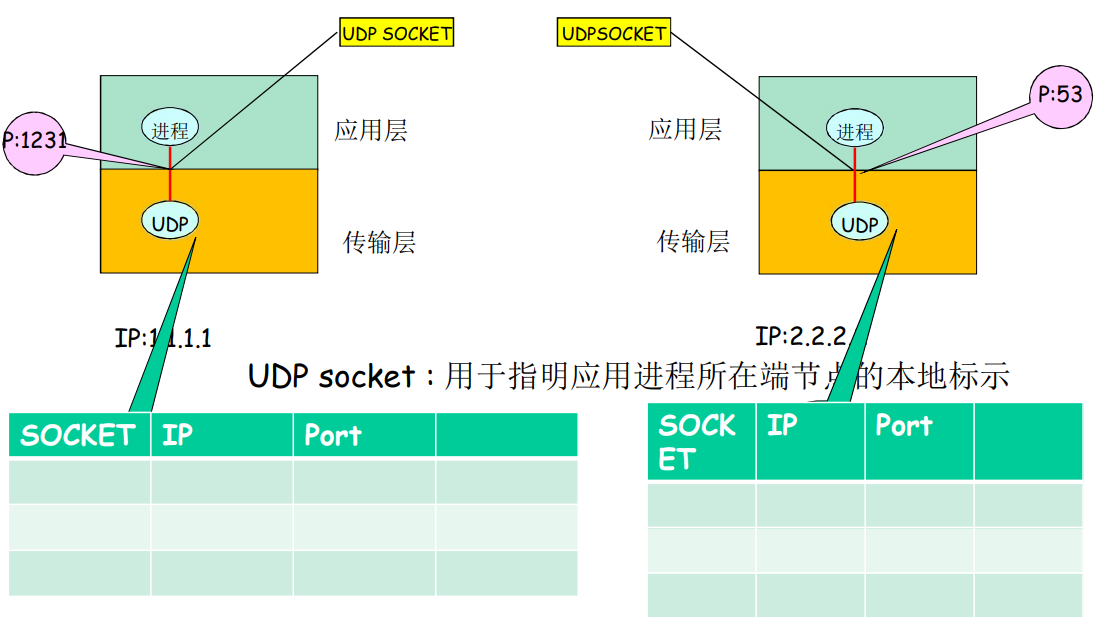 UDP SOCKET
UDPSOCKET
P:1231
进程
应用层
应用层
进程
P:53
UDP
传输层
传输层
UDP
IP:1.1.1.1
IP:2.2.2.
UDP socket : 用于指明应用进程所在端节点的本地标示
SOCKET IP Port
SOCK
ET IP Port